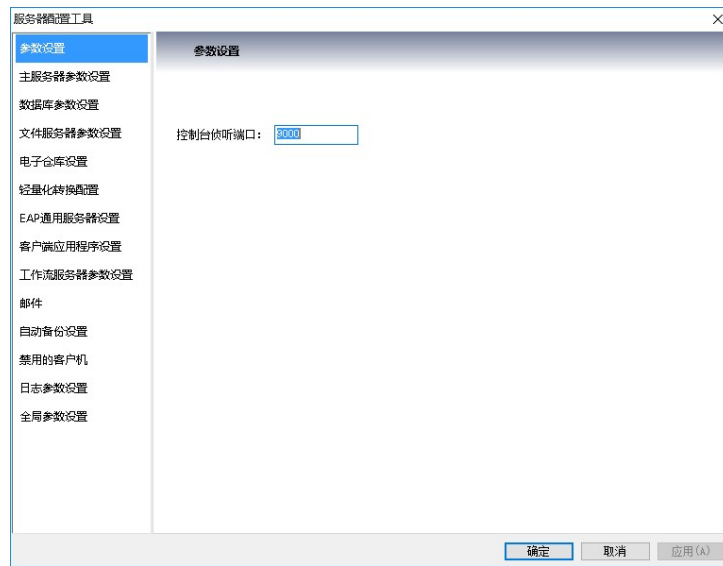 服务器配置工具
参数设置
主服务器参数设置
数据库参数设置
文件服务器参数设置
电子仓库设置
轻量化转换配置
EAP通用服务器设置
客户端应用程序设置
工作流服务器参数设置
邮件
自动备份设置
禁用的客户机
日志参数设置
全局参数设置
参数设置
控制台侦听端口： 9000
确定 取消 应用(A)